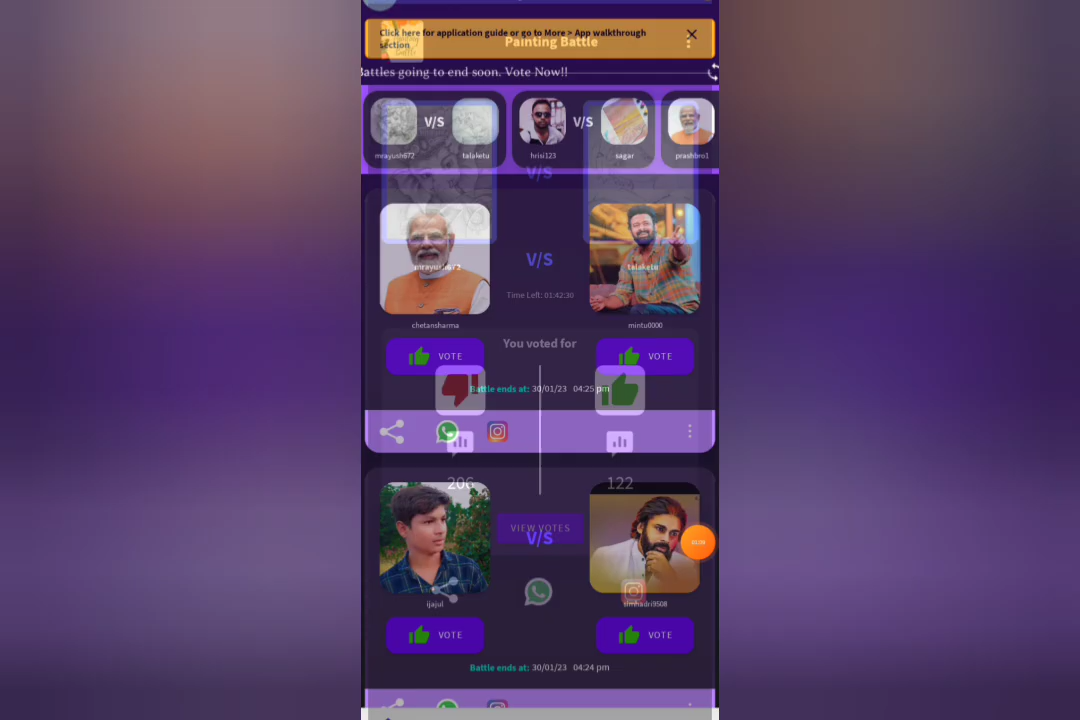 Click here for application guide or go to More > App walkthrough
section
Painting Battle
Battles going to end soon. Vote Now!!
V/S
V/S
mrayush672
talaketu
hrisi123
sagar
prashbro1
V/S
mrayush672
V/S
talaketu
Time Left: 01:42:30
chetansharma
mintu0000
You voted for
VOTE
VOTE
Battle ends at: 30/01/23 04:25 pm
206
122
VIEW VOTES
V/S
ijajul
simhadri9508
VOTE
VOTE
Battle ends at: 30/01/23 04:24 pm